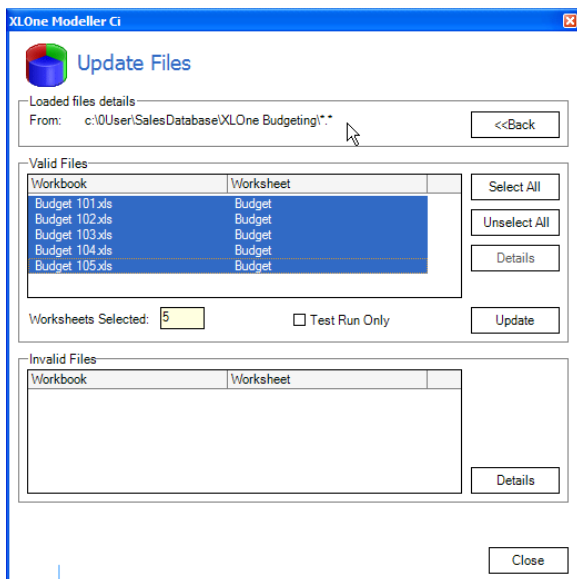 XLOne Modeller Ci
Update Files
Loaded files details
From: c:\0User\SalesDatabase\XLOne Budgeting\*.*
<<Back
Valid Files
Workbook Worksheet
Select All
Budget 101.xls Budget
Budget 102.xls Budget
Unselect All
Budget 103.xls Budget
Budget 104.xls Budget
Details
Budget 105.xls Budget
Worksheets Selected: 5 Test Run Only Update
Invalid Files
Workbook Worksheet
Details
Close